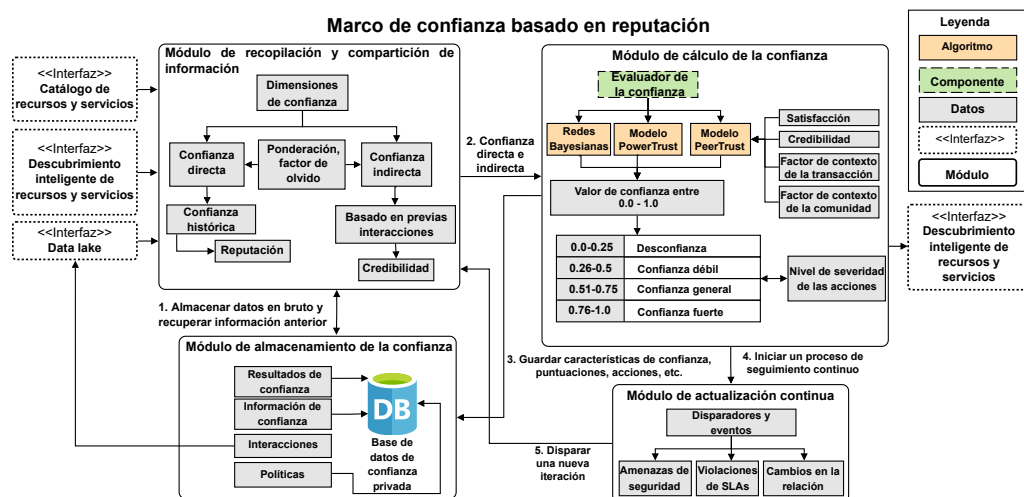 Marco de confianza basado en reputación
<<Interfaz>>
Catálogo de
recursos y servicios
<<Interfaz>>
Descubrimiento
inteligente de
recursos y servicios
<<Interfaz>>
Data lake
Módulo de recopilación y compartición de
información
Dimensiones
de confianza
Confianza
directa
Ponderación,
factor de
olvido
Confianza
indirecta
Confianza
histórica
Reputación
Basado en previas
interacciones
Credibilidad
2. Confianza
directa e
indirecta
Módulo de cálculo de la confianza
Evaluador de
la confianza
Redes
Bayesianas
Modelo
PowerTrust
Modelo
PeerTrust
Satisfacción
Credibilidad
Factor de contexto
de la transacción
Factor de contexto
de la comunidad
Valor de confianza entre
0.0 - 1.0
0.0-0.25 Desconfianza
0.26-0.5 Confianza débil
0.51-0.75 Confianza general
0.76-1.0 Confianza fuerte
Nivel de severidad
de las acciones
Leyenda
Algoritmo
Componente
Datos
<<Interfaz>>
Módulo
<<Interfaz>>
Descubrimiento
inteligente de
recursos y
servicios
1. Almacenar datos en bruto y
recuperar información anterior
Módulo de almacenamiento de la confianza
Resultados de
confianza
Información de
confianza
Interacciones
Políticas
DB
Base de
datos de
confianza
privada
3. Guardar características de confianza,
puntuaciones, acciones, etc.
4. Iniciar un proceso de
seguimiento continuo
5. Disparar
una nueva
iteración
Módulo de actualización continua
Disparadores y
eventos
Amenazas de
seguridad
Violaciones
de SLAs
Cambios en la
relación